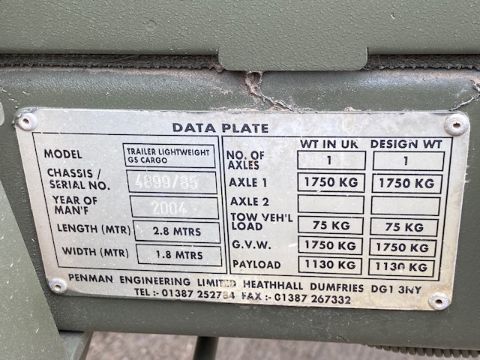 DATA PLATE
MODEL TRAILER LIGHTWEIGHT
GS CARGO
CHASSIS /
SERIAL NO. 4899/85
YEAR OF
MAN'F 2004
LENGTH (MTR) 2.8 MTRS
WIDTH (MTR) 1.8 MTRS
WT IN UK DESIGN WT
NO. OF
AXLES 1 1
AXLE 1 1750 KG 1750 KG
AXLE 2
TOW VEH'L
LOAD 75 KG 75 KG
G.V.W. 1750 KG 1750 KG
PAYLOAD 1130 KG 1130 KG
PENMAN ENGINEERING LIMITED HEATHHALL DUMFRIES DG1 3NY
TEL :- 01387 252784 FAX :- 01387 267332